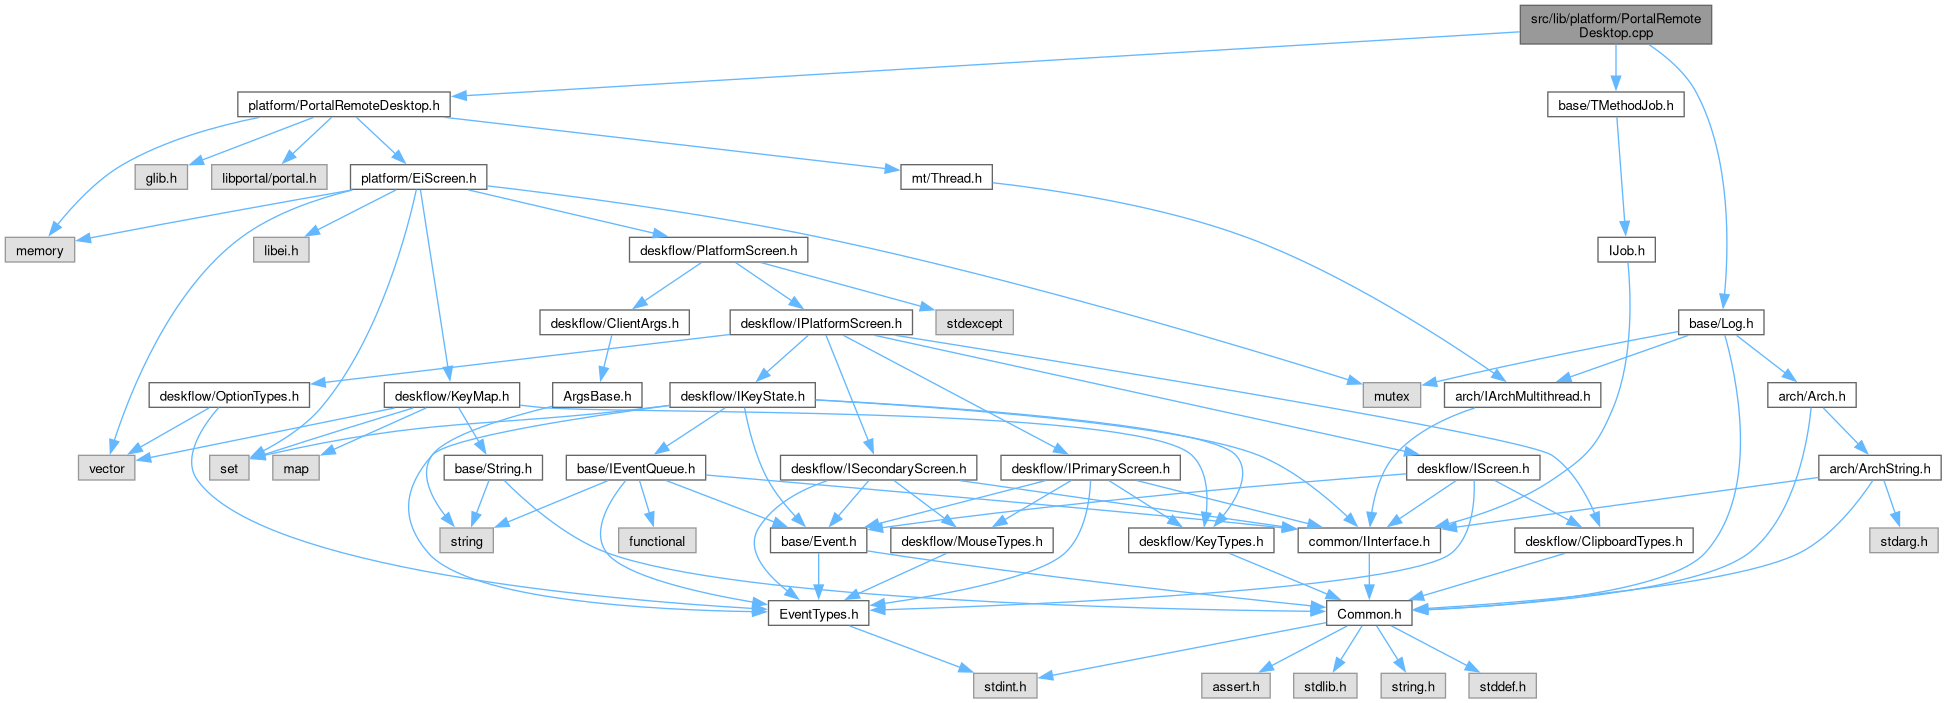 src/lib/platform/PortalRemote
Desktop.cpp
platform/PortalRemoteDesktop.h
base/TMethodJob.h
glib.h
libportal/portal.h
platform/EiScreen.h
mt/Thread.h
memory
libei.h
deskflow/PlatformScreen.h
IJob.h
deskflow/ClientArgs.h
deskflow/IPlatformScreen.h
stdexcept
base/Log.h
deskflow/OptionTypes.h
deskflow/KeyMap.h
ArgsBase.h
deskflow/IKeyState.h
mutex
arch/IArchMultithread.h
arch/Arch.h
vector
set
map
base/String.h
base/IEventQueue.h
deskflow/ISecondaryScreen.h
deskflow/IPrimaryScreen.h
deskflow/IScreen.h
arch/ArchString.h
string
functional
base/Event.h
deskflow/MouseTypes.h
deskflow/KeyTypes.h
common/IInterface.h
deskflow/ClipboardTypes.h
stdarg.h
EventTypes.h
Common.h
stdint.h
assert.h
stdlib.h
string.h
stddef.h